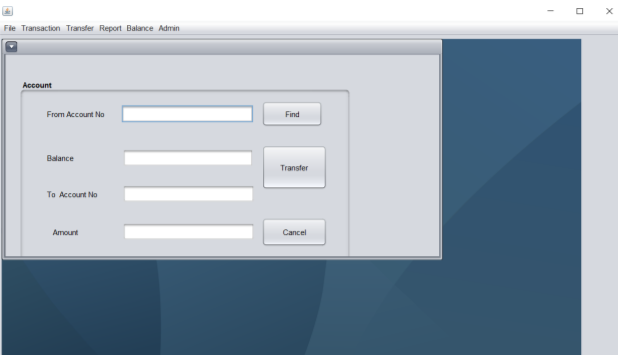 File Transaction Transfer Report Balance Admin
Account
From Account No
Find
Balance
Transfer
To Account No
Amount
Cancel